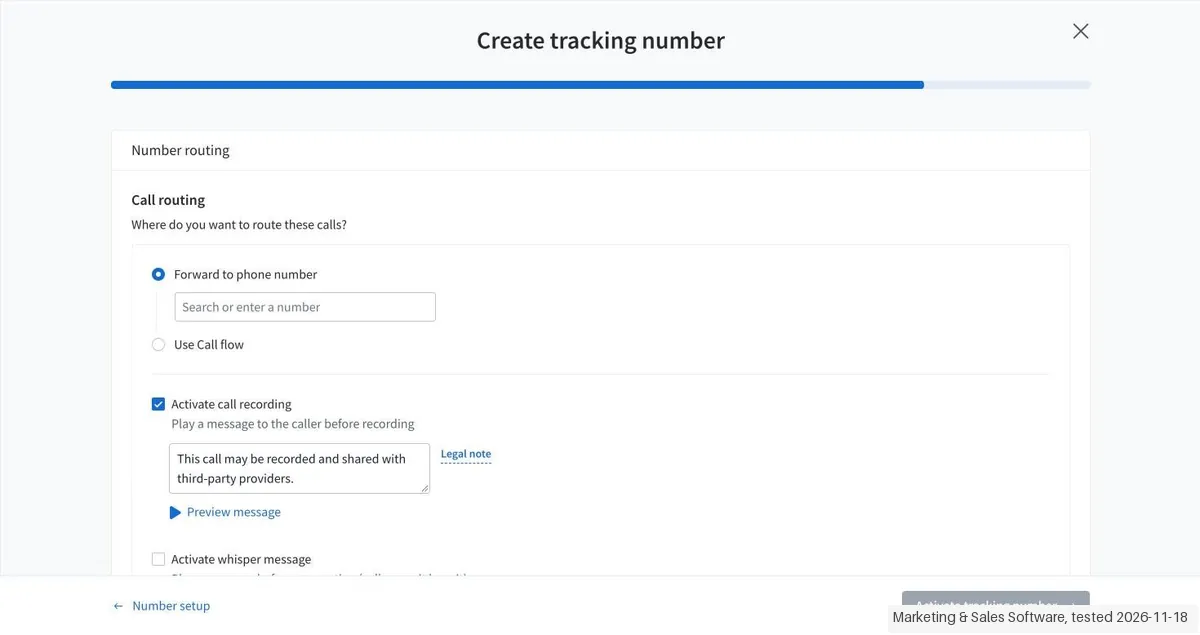 Create tracking number
Number routing
Call routing
Where do you want to route these calls?
Forward to phone number
Search or enter a number
Use Call flow
Activate call recording
Play a message to the caller before recording
This call may be recorded and shared with
third-party providers.
Legal note
Preview message
Activate whisper message
← Number setup
Activate tracking number
Marketing & Sales Software, tested 2026-11-18